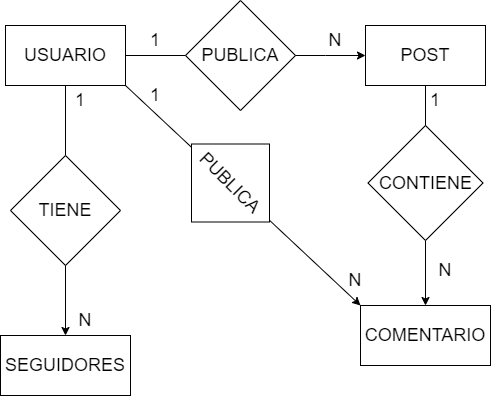 USUARIO
1
PUBLICA
N
POST
1
1
1
PUBLICA
CONTIENE
TIENE
N
N
N
COMENTARIO
SEGUIDORES